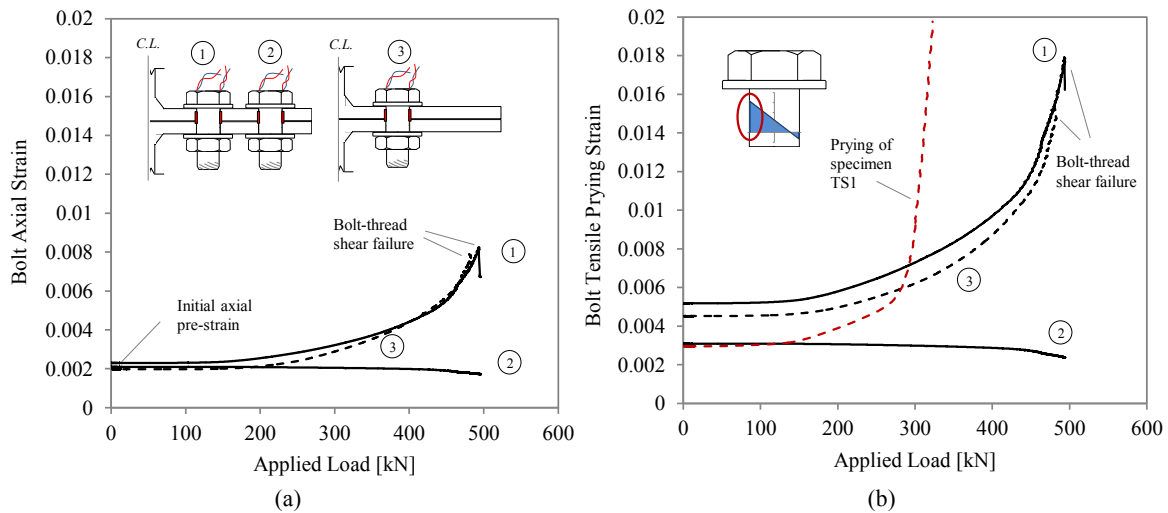 0.02
0.018
0.016
0.014
0.012
0.01
0.008
0.006
0.004
0.002
0
Bolt Axial Strain
C.L.
1
2
C.L.
3
Bolt-thread
shear failure
1
Initial axial
pre-strain
3
2
0 100 200 300 400 500 600
Applied Load [kN]
(a)
0.02
0.018
0.016
0.014
0.012
0.01
0.008
0.006
0.004
0.002
0
Bolt Tensile Prying Strain
1
Prying of
specimen
TS1
Bolt-thread
shear failure
3
2
0 100 200 300 400 500 600
Applied Load [kN]
(b)